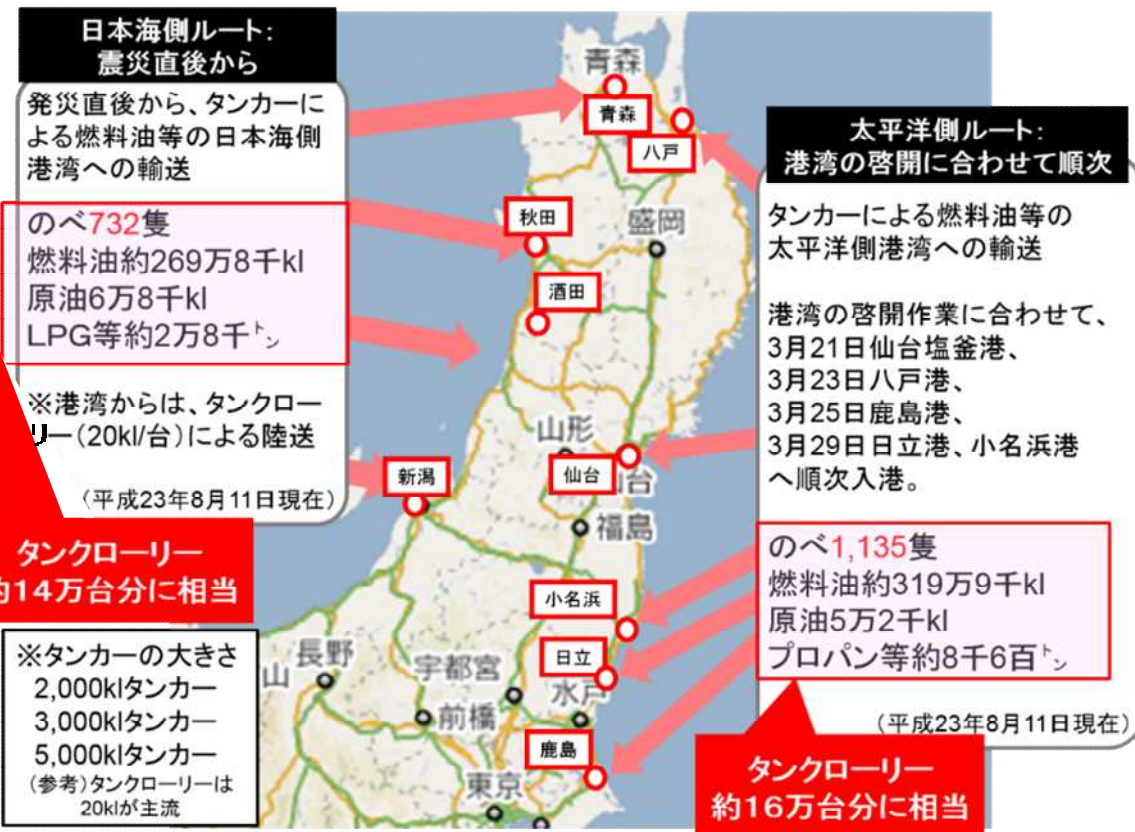 日本海側ルート:
震災直後から
発災直後から、タンカーに
よる燃料油等の日本海側
港湾への輸送
のべ732隻
燃料油約269万8千kl
原油6万8千kl
LPG等約2万8千㌧
※港湾からは、タンクロー
リー(20kl/台)による陸送
(平成23年8月11日現在)
タンクローリー
約14万台分に相当
※タンカーの大きさ
2,000klタンカー
3,000klタンカー
5,000klタンカー
(参考)タンクローリーは
20klが主流
青森
青森
八戸
秋田
盛岡
酒田
山形
仙台
台
新潟
福島
小名浜
日立
山
長野
宇都宮
水戸
前橋
鹿島
東京
太平洋側ルート:
港湾の啓開に合わせて順次
タンカーによる燃料油等の
太平洋側港湾への輸送
港湾の啓開作業に合わせて、
3月21日仙台塩釜港、
3月23日八戸港、
3月25日鹿島港、
3月29日日立港、小名浜港
へ順次入港。
のべ1,135隻
燃料油約319万9千kl
原油5万2千kl
プロパン等約8千6百㌧
(平成23年8月11日現在)
タンクローリー
約16万台分に相当